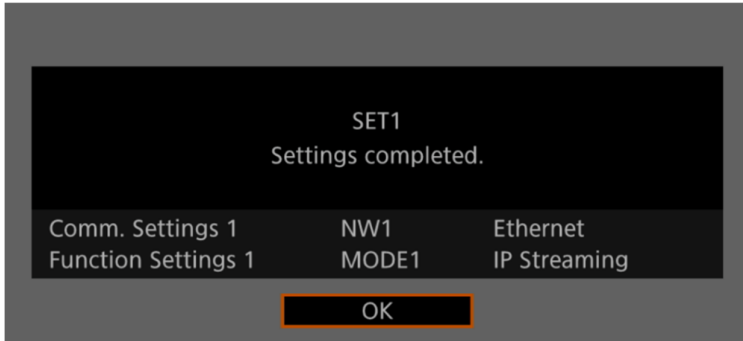 SET1
Settings completed.
Comm. Settings 1 NW1 Ethernet
Function Settings 1 MODE1 IP Streaming
OK